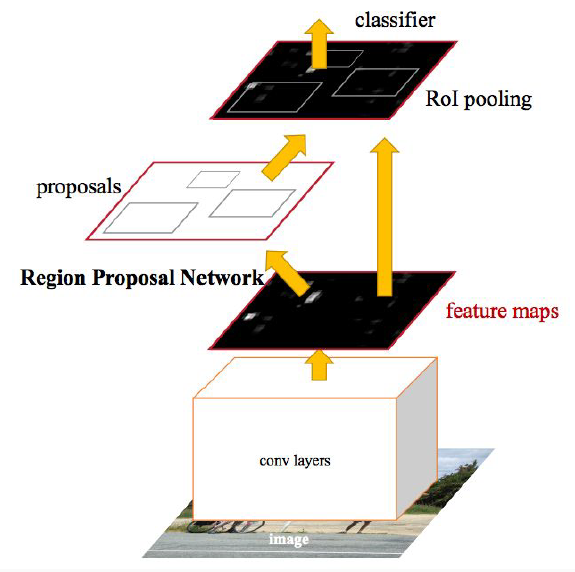 classifier
RoI pooling
proposals
Region Proposal Network
feature maps
conv layers
image